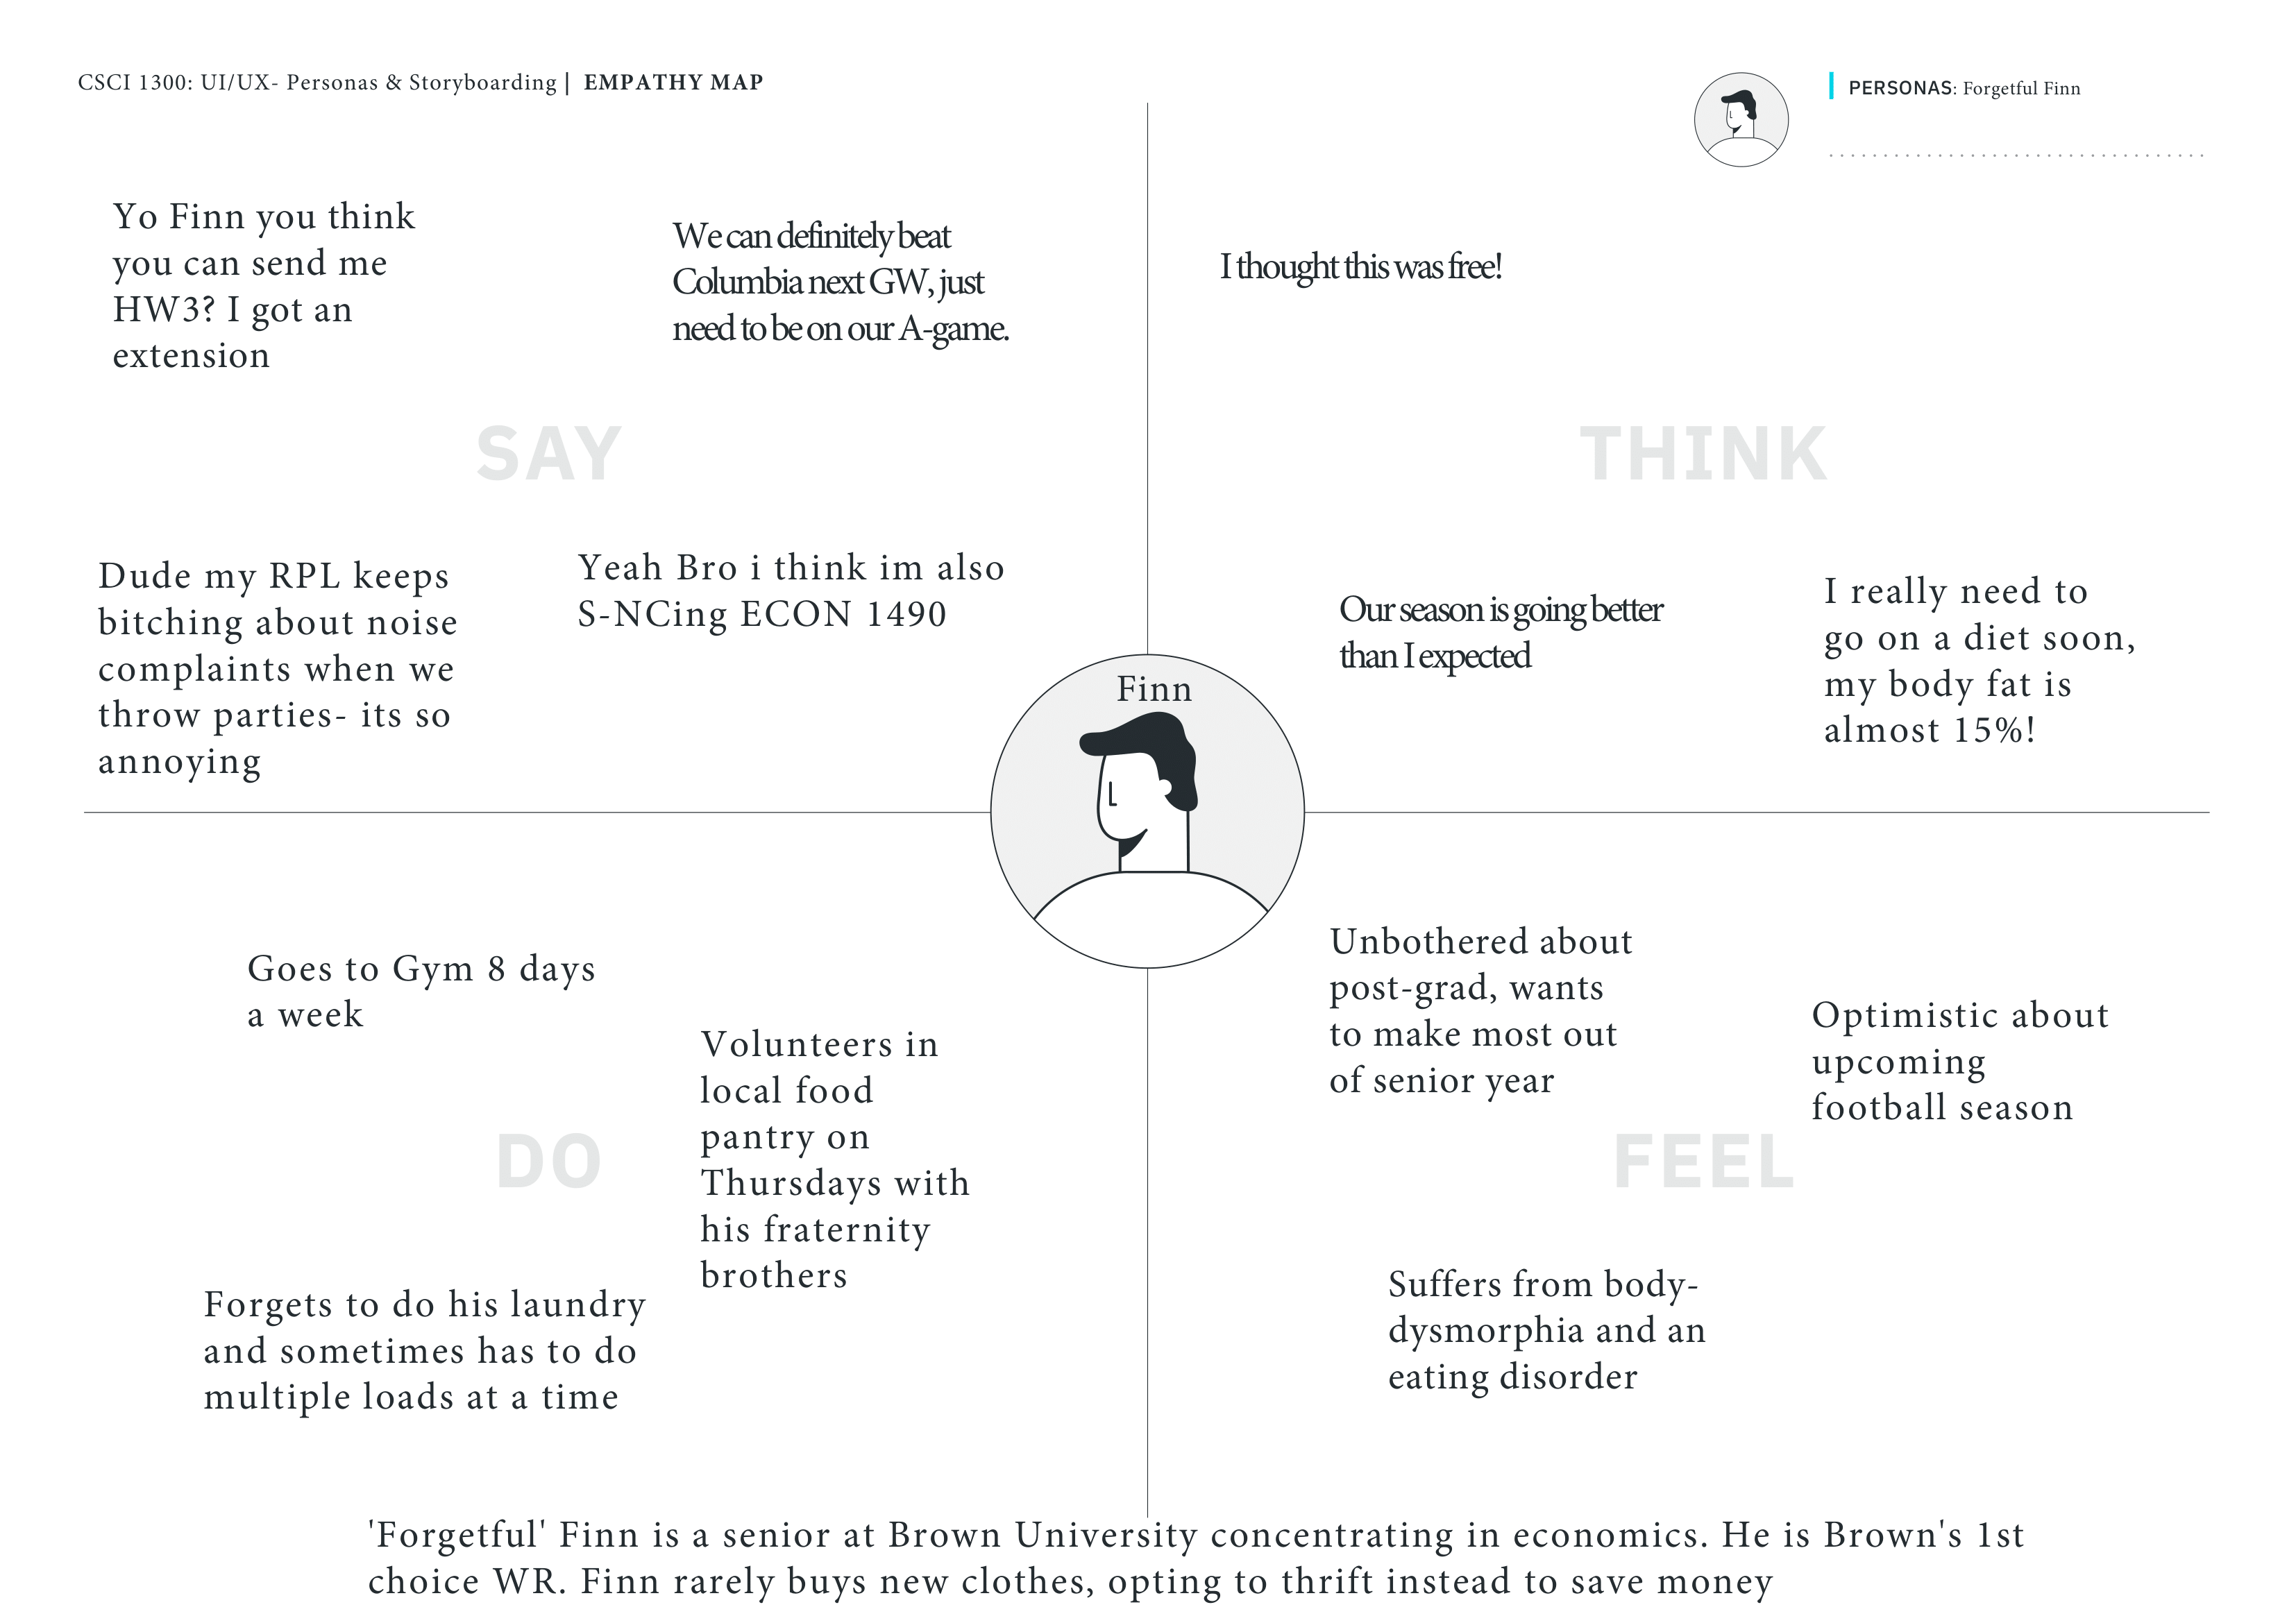 CSCI 1300: UI/UX- Personas & Storyboarding | EMPATHY MAP
PERSONAS: Forgetful Finn
Yo Finn you think
you can send me
HW3? I got an
extension
We can definitely beat
Columbia next GW, just
need to be on our A-game.
SAY
Dude my RPL keeps
bitching about noise
complaints when we
throw parties- its so
annoying
Yeah Bro i think im also
S-NCing ECON 1490
I thought this was free!
THINK
Our season is going better
than I expected
I really need to
go on a diet soon,
my body fat is
almost 15%!
Finn
Goes to Gym 8 days
a week
Volunteers in
local food
pantry on
Thursdays with
his fraternity
brothers
DO
Forgets to do his laundry
and sometimes has to do
multiple loads at a time
Unbothered about
post-grad, wants
to make most out
of senior year
Optimistic about
upcoming
football season
FEEL
Suffers from body-
dysmorphia and an
eating disorder
'Forgetful' Finn is a senior at Brown University concentrating in economics. He is Brown's 1st
choice WR. Finn rarely buys new clothes, opting to thrift instead to save money